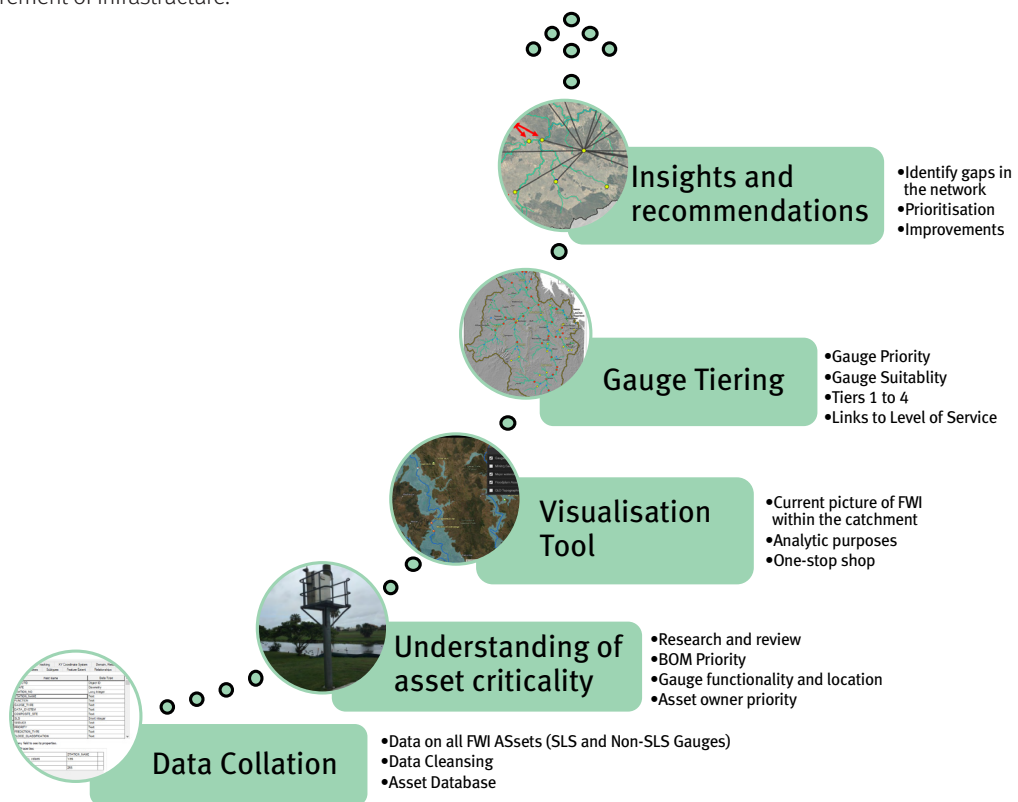 rement of infrastructure.
Insights and
recommendations
•Identify gaps in
the network
•Prioritisation
•Improvements
Gauge Tiering
•Gauge Priority
•Gauge Suitablity
•Tiers 1 to 4
•Links to Level of Service
Visualisation
Tool
•Current picture of FWI
within the catchment
•Analytic purposes
•One-stop shop
Understanding of
asset criticality
•Research and review
•BOM Priority
•Gauge functionality and location
•Asset owner priority
Data Collation
•Data on all FWI ASsets (SLS and Non-SLS Gauges)
•Data Cleansing
•Asset Database